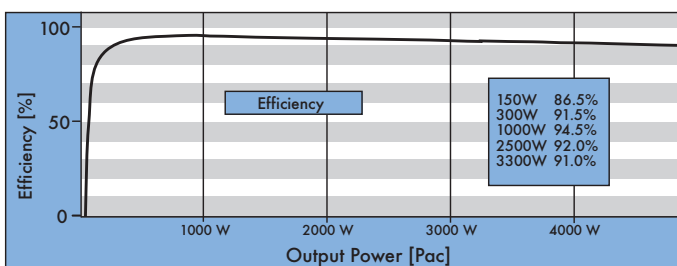 100
50
0
Efficiency [%]
Efficiency
150W 86.5%
300W 91.5%
1000W 94.5%
2500W 92.0%
3300W 91.0%
1000 W 2000 W 3000 W 4000 W
Output Power [Pac]